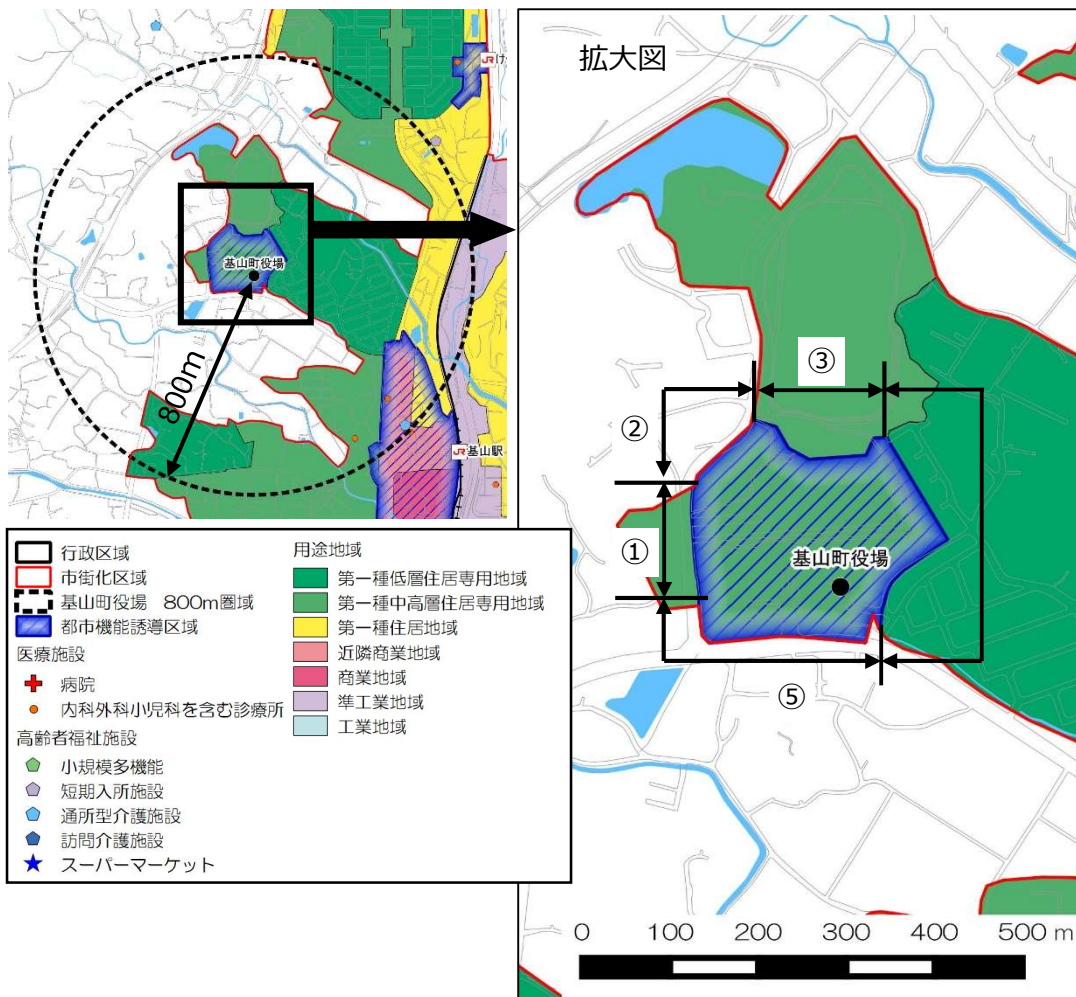 JRけ
基山町役場
800m
JR基山駅
行政区域
市街化区域
基山町役場 800m圏域
都市機能誘導区域
医療施設
病院
内科外科小児科を含む診療所
高齢者福祉施設
小規模多機能
短期入所施設
通所型介護施設
訪問介護施設
スーパーマーケット
用途地域
第一種低層住居専用地域
第一種中高層住居専用地域
第一種住居地域
近隣商業地域
商業地域
準工業地域
工業地域
拡大図
③
②
①
基山町役場
⑤
0 100 200 300 400 500 m